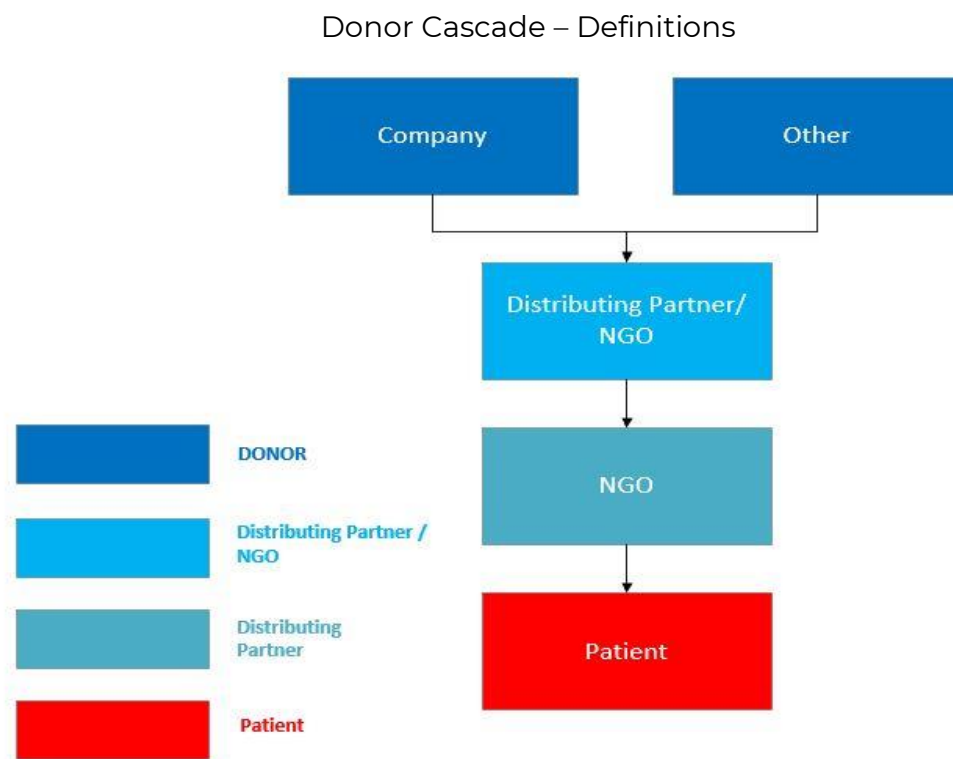 Donor Cascade – Definitions
Company
Other
Distributing Partner/
NGO
NGO
Patient
DONOR
Distributing Partner /
NGO
Distributing
Partner
Patient